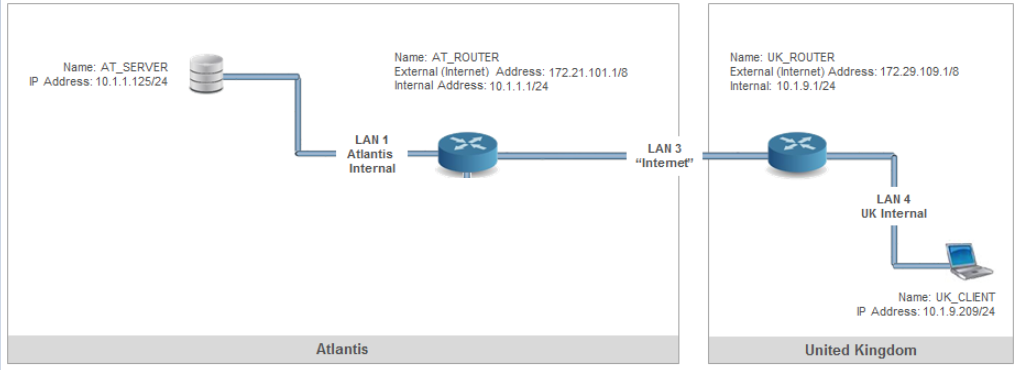 Name: AT_SERVER
IP Address: 10.1.1.125/24
Name: AT_ROUTER
External (Internet) Address: 172.21.101.1/8
Internal Address: 10.1.1.1/24
Name: UK_ROUTER
External (Internet) Address: 172.29.109.1/8
Internal: 10.1.9.1/24
LAN 1
Atlantis
Internal
LAN 3
“Internet”
LAN 4
UK Internal
Name: UK_CLIENT
IP Address: 10.1.9.209/24
Atlantis
United Kingdom